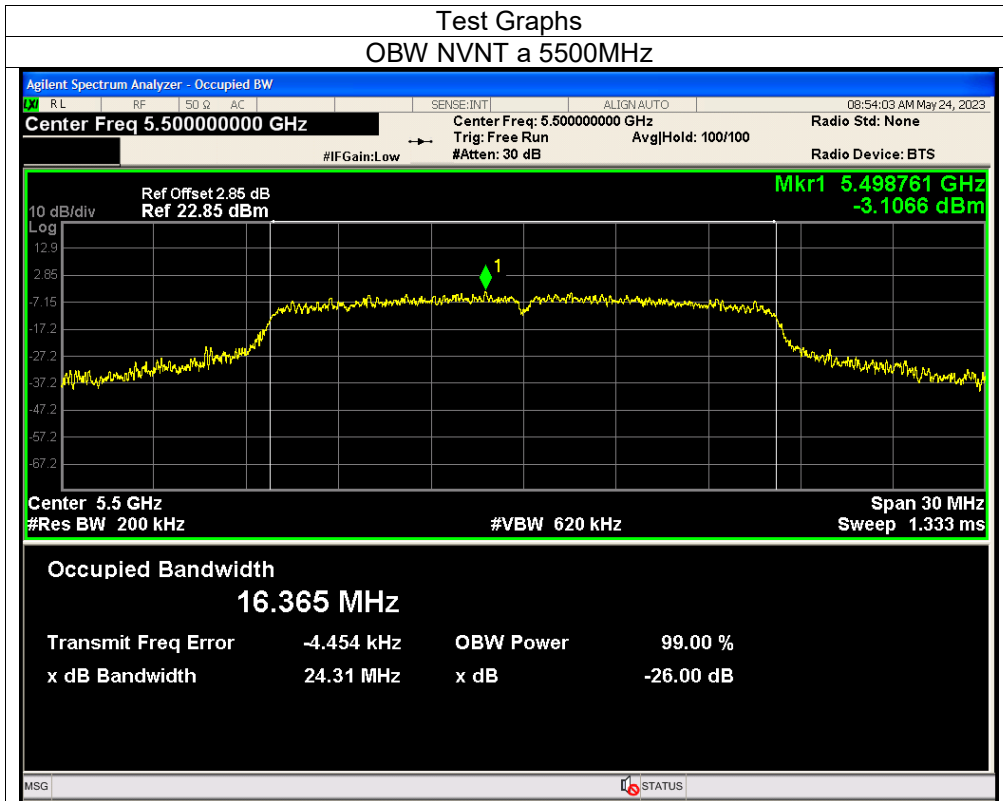 Test Graphs
OBW NVNT a 5500MHz
Agilent Spectrum Analyzer - Occupied BW
LXI RL RF 50 Ω AC SENSE:INT ALIGN AUTO 08:54:03 AM May 24, 2023
Center Freq 5.500000000 GHz Center Freq: 5.500000000 GHz Radio Std: None
Trig: Free Run Avg|Hold: 100/100
#IFGain:Low #Atten: 30 dB Radio Device: BTS
Mkr1 5.498761 GHz
-3.1066 dBm
Ref Offset 2.85 dB
10 dB/div Ref 22.85 dBm
Log
12.9
2.85
-7.15
-17.2
-27.2
-37.2
-47.2
-57.2
-67.2
1
Center 5.5 GHz Span 30 MHz
#Res BW 200 kHz #VBW 620 kHz Sweep 1.333 ms
Occupied Bandwidth
16.365 MHz
Transmit Freq Error -4.454 kHz OBW Power 99.00 %
x dB Bandwidth 24.31 MHz x dB -26.00 dB
MSG STATUS